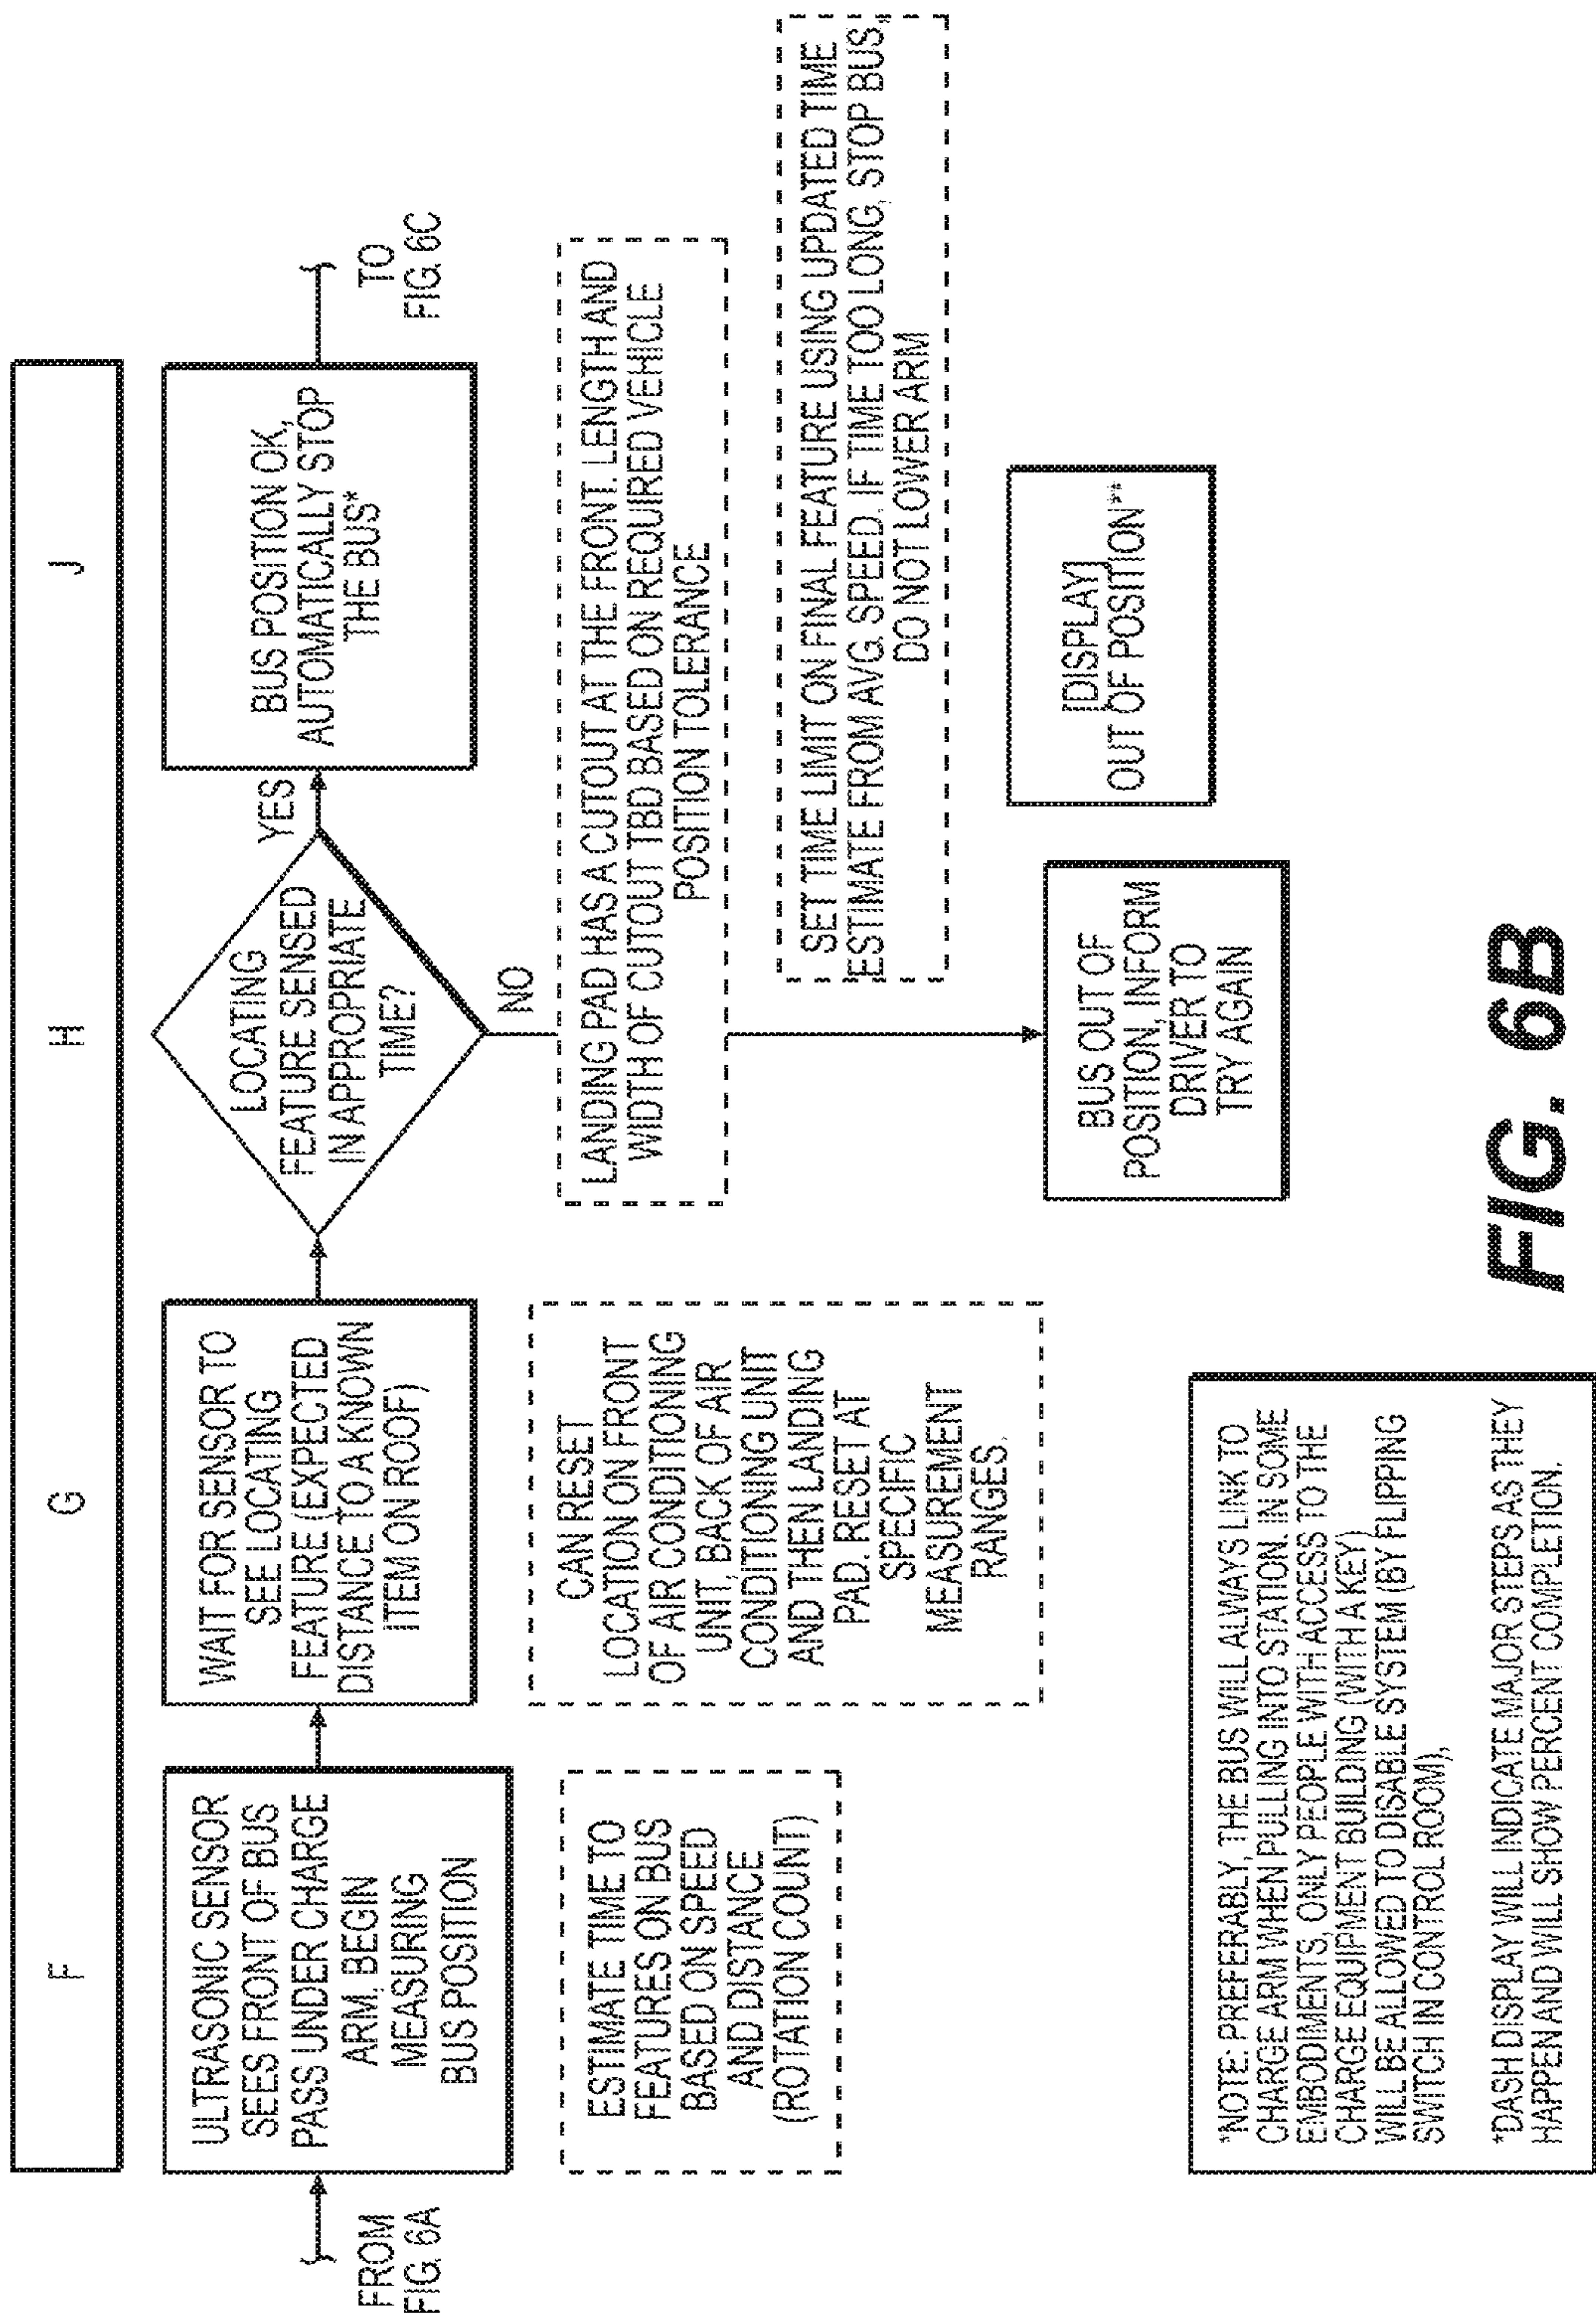 F
G
H
J
FROM
FIG. 6A
ULTRASONIC SENSOR
SEES FRONT OF BUS
PASS UNDER CHARGE
ARM, BEGIN
MEASURING
BUS POSITION
ESTIMATE TIME TO
FEATURES ON BUS
BASED ON SPEED
AND DISTANCE
(ROTATION COUNT)
WAIT FOR SENSOR TO
SEE LOCATING
FEATURE (EXPECTED
DISTANCE TO A KNOWN
ITEM ON ROOF)
CAN RESET
LOCATION ON FRONT
OF AIR CONDITIONING
UNIT, BACK OF AIR
CONDITIONING UNIT
AND THEN LANDING
PAD. RESET AT
SPECIFIC
MEASUREMENT
RANGES.
LOCATING
FEATURE SENSED
IN APPROPRIATE
TIME?
YES
NO
BUS POSITION OK,
AUTOMATICALLY STOP
THE BUS*
TO
FIG. 6C
LANDING PAD HAS A CUTOUT AT THE FRONT. LENGTH AND
WIDTH OF CUTOUT TBD BASED ON REQUIRED VEHICLE
POSITION TOLERANCE
SET TIME LIMIT ON FINAL FEATURE USING UPDATED TIME
ESTIMATE FROM AVG. SPEED. IF TIME TOO LONG, STOP BUS,
DO NOT LOWER ARM
BUS OUT OF
POSITION, INFORM
DRIVER TO
TRY AGAIN
[DISPLAY]
OUT OF POSITION**
*NOTE: PREFERABLY, THE BUS WILL ALWAYS LINK TO
CHARGE ARM WHEN PULLING INTO STATION. IN SOME
EMBODIMENTS, ONLY PEOPLE WITH ACCESS TO THE
CHARGE EQUIPMENT BUILDING (WITH A KEY)
WILL BE ALLOWED TO DISABLE SYSTEM (BY FLIPPING
SWITCH IN CONTROL ROOM),
*DASH DISPLAY WILL INDICATE MAJOR STEPS AS THEY
HAPPEN AND WILL SHOW PERCENT COMPLETION.
FIG. 6B